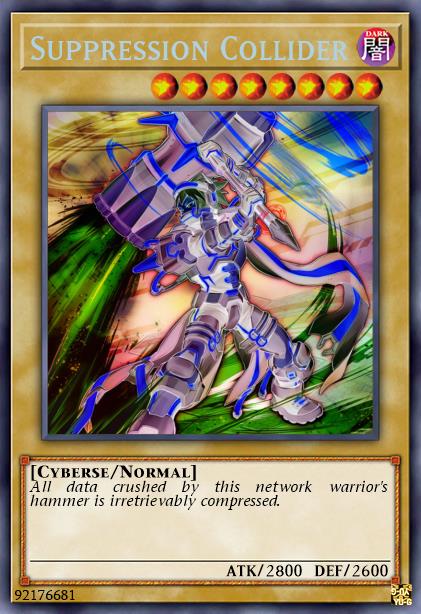 Suppression Collider
DARK
闇
[Cyberse/Normal]
All data crushed by this network warrior's
hammer is irretrievably compressed.
ATK/2800 DEF/2600
92176681